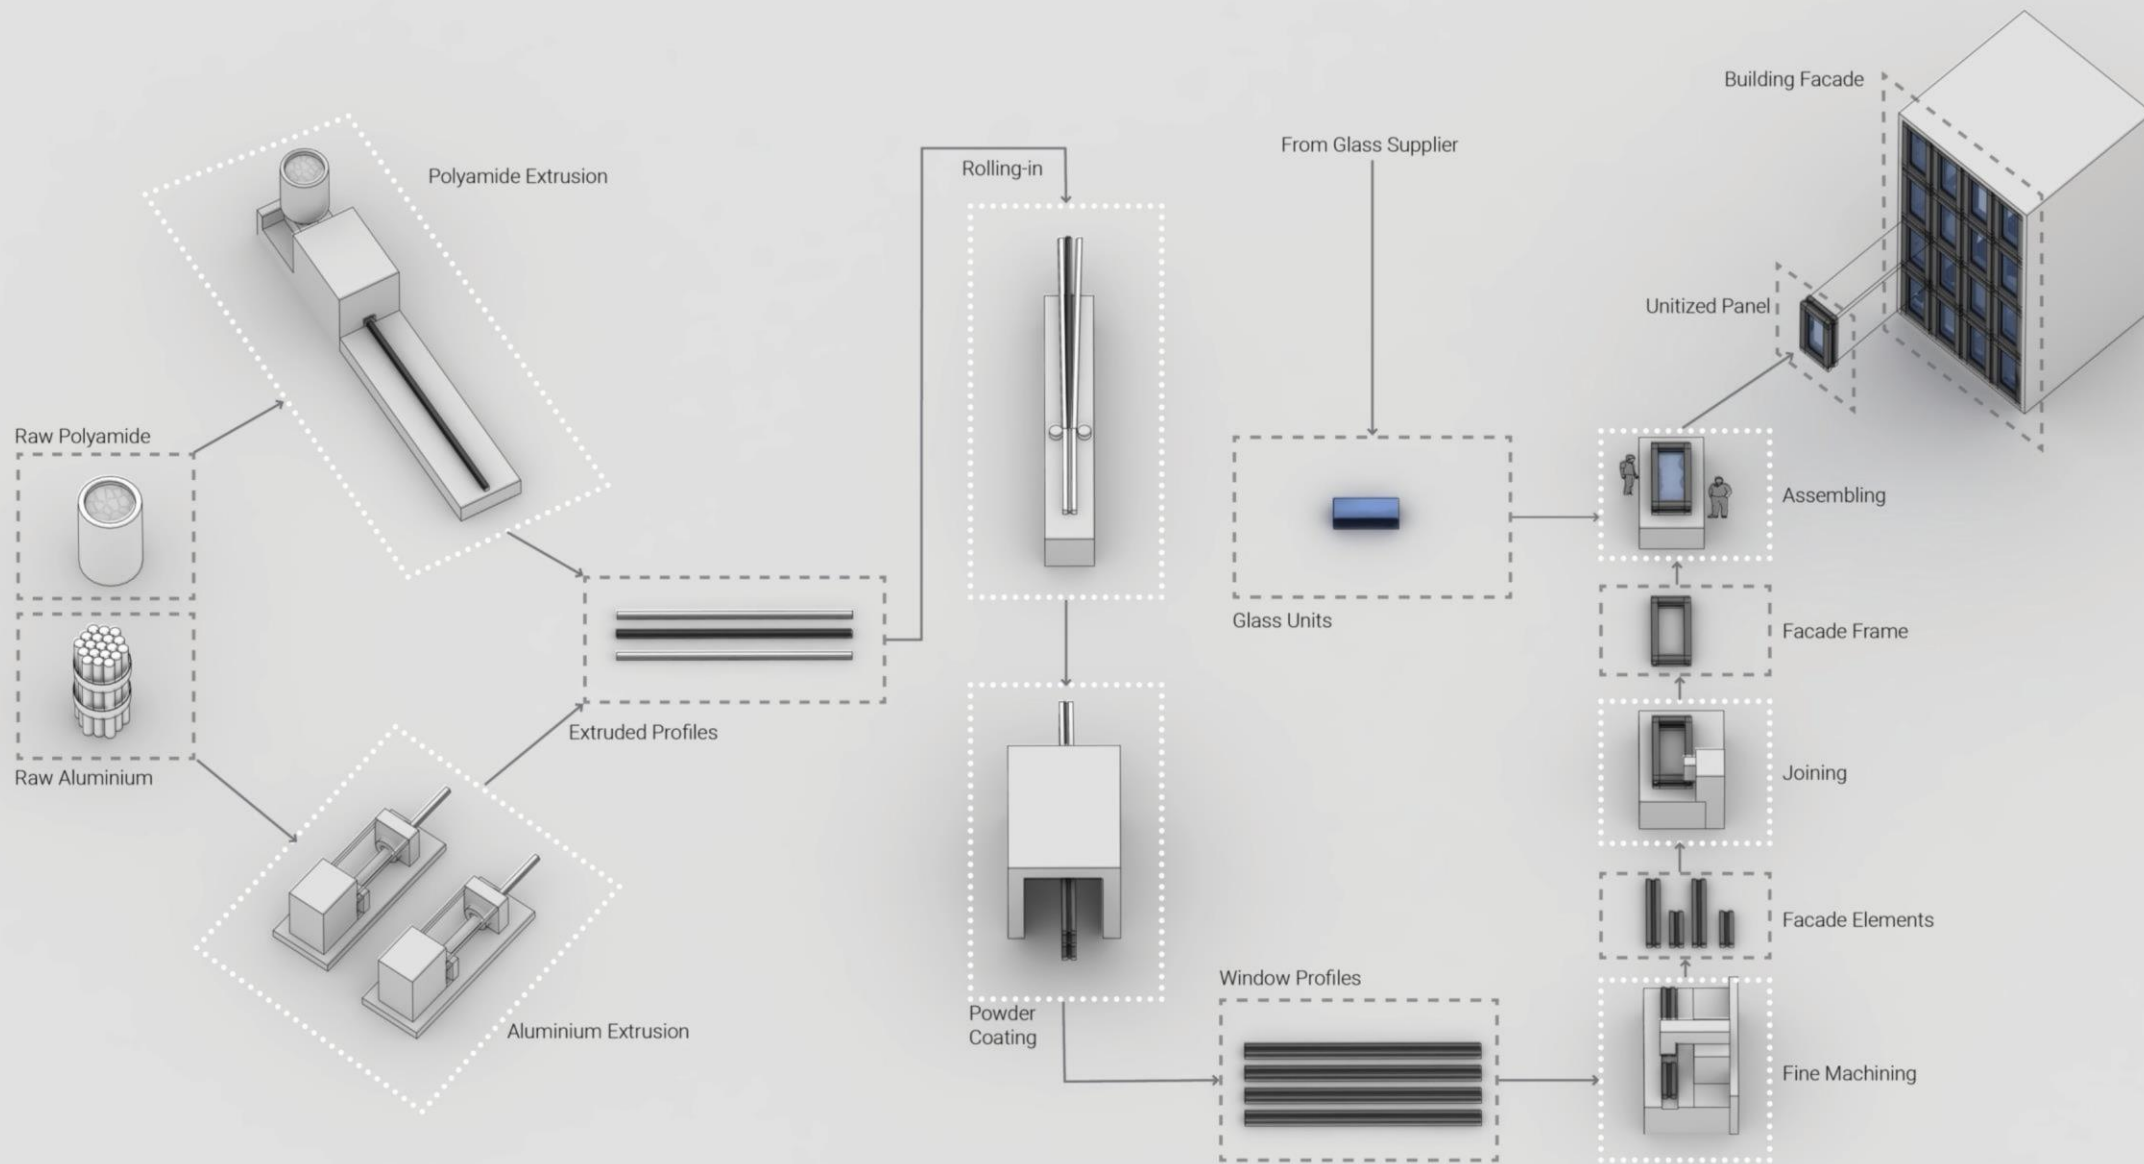 Building Facade
From Glass Supplier
Rolling-in
Polyamide Extrusion
Unitized Panel
Raw Polyamide
Assembling
Glass Units
Facade Frame
Extruded Profiles
Raw Aluminium
Joining
Facade Elements
Window Profiles
Powder
Coating
Aluminium Extrusion
Fine Machining